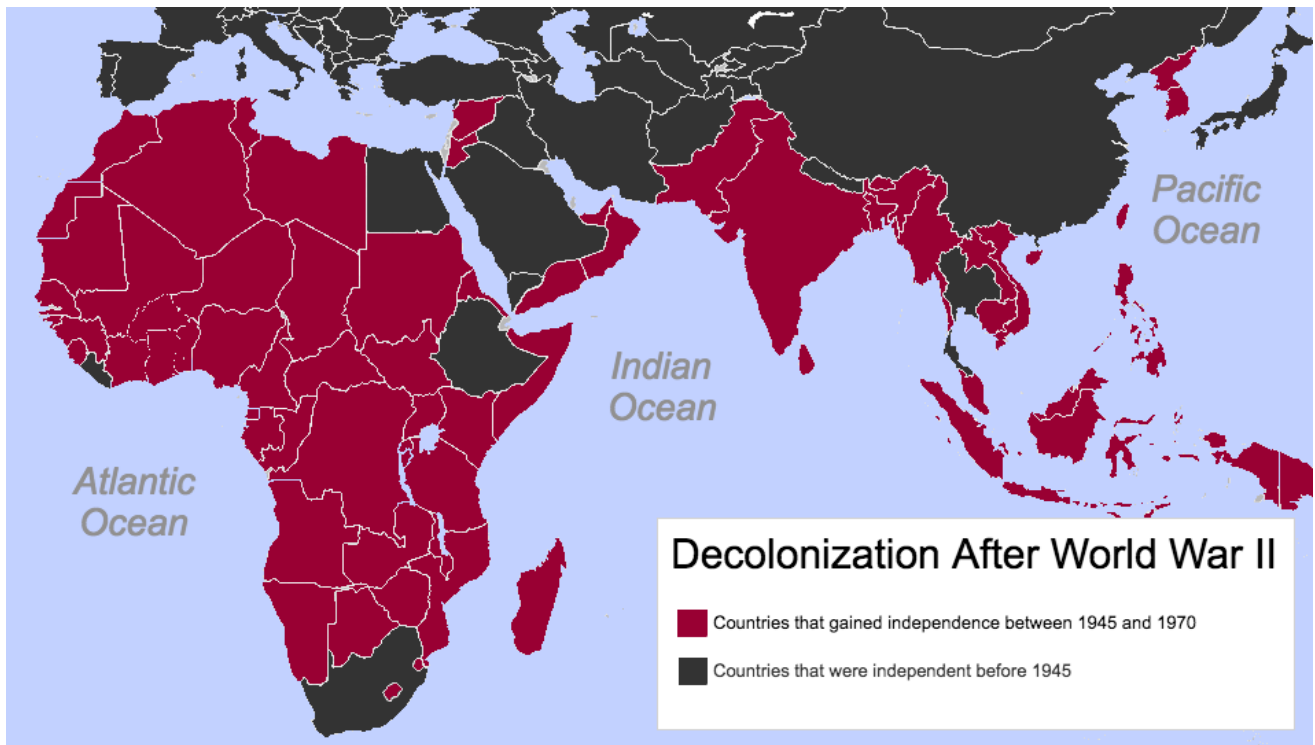 Pacific
Ocean
Indian
Ocean
Atlantic
Ocean
Decolonization After World War II
Countries that gained independence between 1945 and 1970
Countries that were independent before 1945